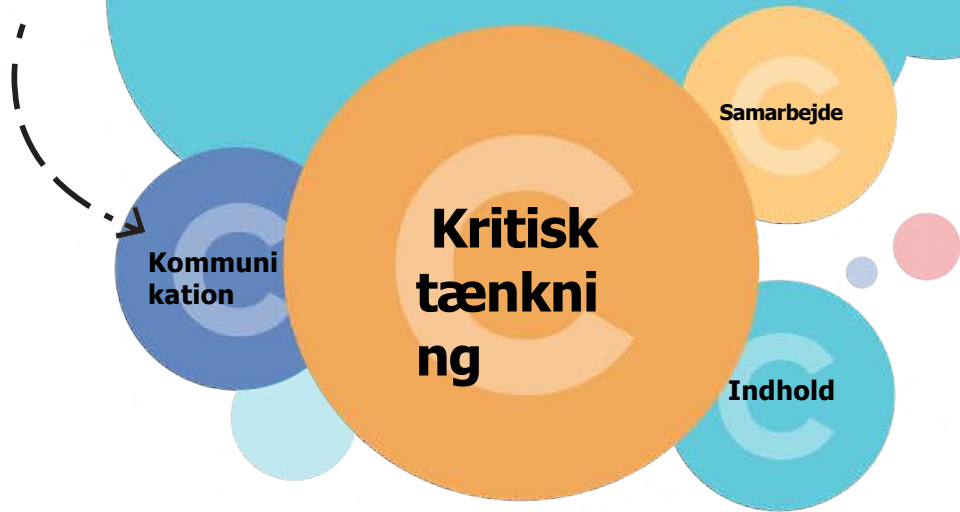 Samarbejde
Kommuni
kation
Kritisk
tænkni
ng
Indhold
C
C
C
C